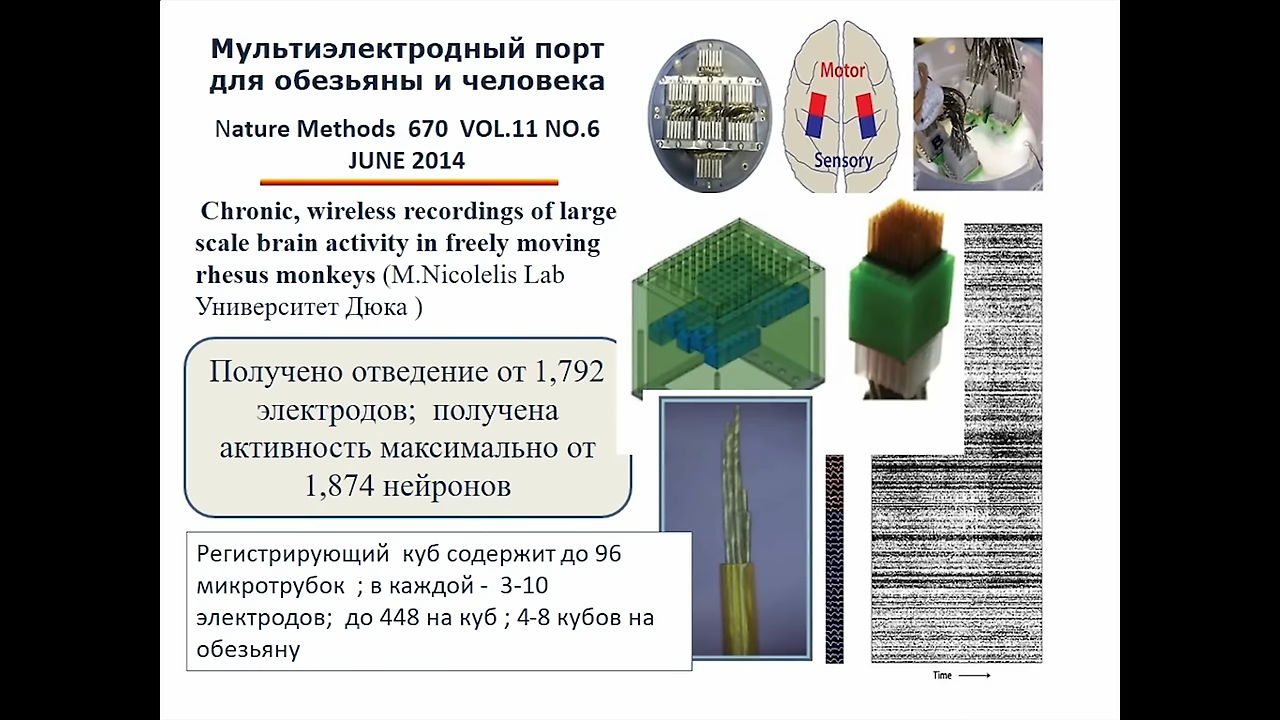 Мультиэлектродный порт
для обезьяны и человека
Nature Methods 670 VOL.11 NO.6
JUNE 2014
Chronic, wireless recordings of large
scale brain activity in freely moving
rhesus monkeys (M.Nicolelis Lab
Университет Дюка )
Получено отведение от 1,792
электродов; получена
активность максимально от
1,874 нейронов
Регистрирующий куб содержит до 96
микротрубок ; в каждой - 3-10
электродов; до 448 на куб ; 4-8 кубов на
обезьяну
Motor
Sensory
Time